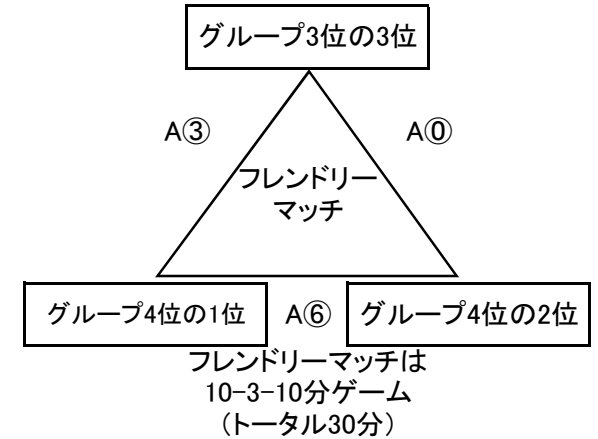 グループ3位の3位
A③
A⓪
フレンドリー
マッチ
グループ4位の1位
A⑥
グループ4位の2位
フレンドリーマッチは
10-3-10分ゲーム
（トータル30分）